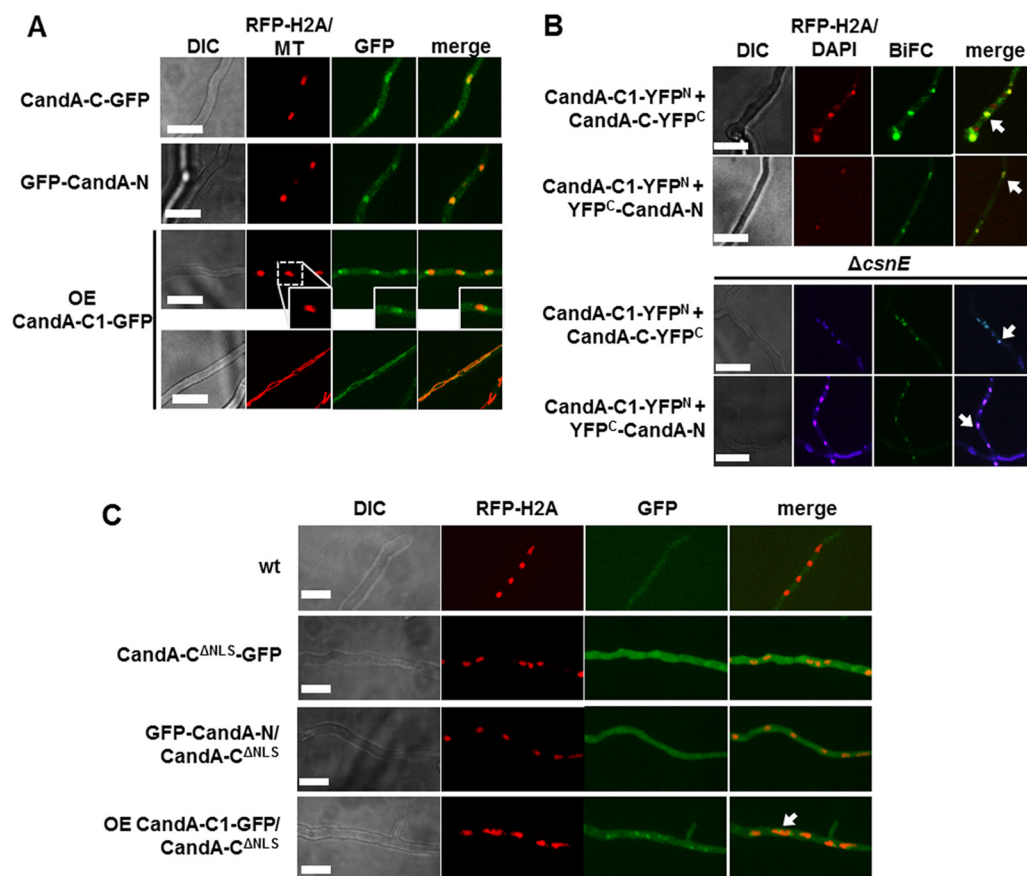 A
RFP-H2A/
DIC MT GFP merge
CandA-C-GFP
GFP-CandA-N
OE
CandA-C1-GFP
B
RFP-H2A/
DIC DAPI BiFC merge
CandA-C1-YFPᴺ +
CandA-C-YFPᶜ
CandA-C1-YFPᴺ +
YFPᶜ-CandA-N
ΔcsnE
CandA-C1-YFPᴺ +
CandA-C-YFPᶜ
CandA-C1-YFPᴺ +
YFPᶜ-CandA-N
C
DIC RFP-H2A GFP merge
wt
CandA-C^ΔNLS-GFP
GFP-CandA-N/
CandA-C^ΔNLS
OE CandA-C1-GFP/
CandA-C^ΔNLS